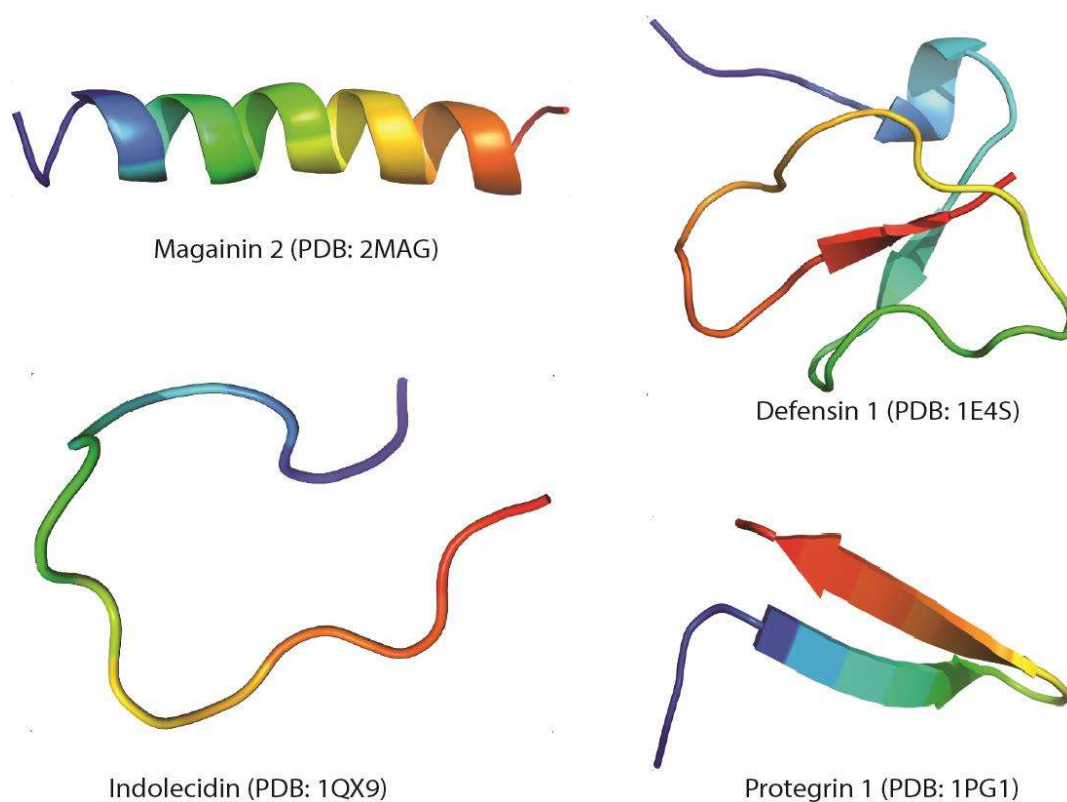 Magainin 2 (PDB: 2MAG)
Defensin 1 (PDB: 1E4S)
Indolecidin (PDB: 1QX9)
Protegrin 1 (PDB: 1PG1)